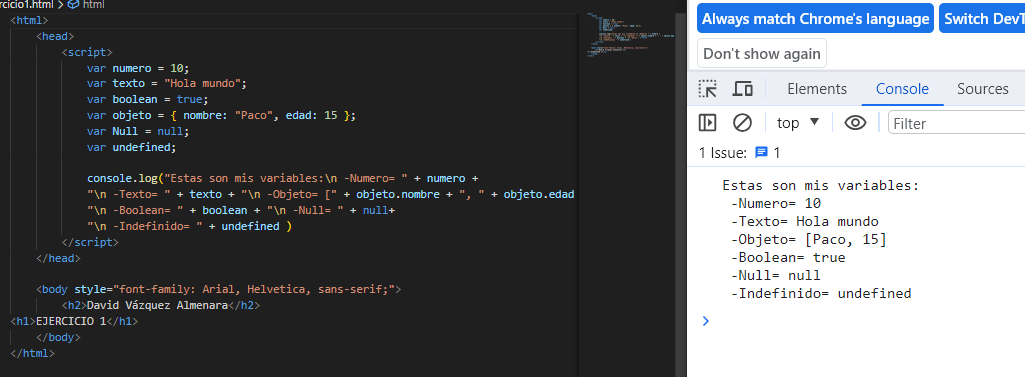 rcicio1.html > html
<html>
<head>
<script>
var numero = 10;
var texto = "Hola mundo";
var boolean = true;
var objeto = { nombre: "Paco", edad: 15 };
var Null = null;
var undefined;
console.log("Estas son mis variables:\n -Numero= " + numero +
"\n -Texto= " + texto + "\n -Objeto= [" + objeto.nombre + ", " + objeto.edad
"\n -Boolean= " + boolean + "\n -Null= " + null+
"\n -Indefinido= " + undefined )
</script>
</head>
<body style="font-family: Arial, Helvetica, sans-serif;">
<h2>David Vázquez Almenara</h2>
<h1>EJERCICIO 1</h1>
</body>
</html>
Always match Chrome's language
Switch DevT
Don't show again
Elements Console Sources
top Filter
1 Issue: 1
Estas son mis variables:
-Numero= 10
-Texto= Hola mundo
-Objeto= [Paco, 15]
-Boolean= true
-Null= null
-Indefinido= undefined
>